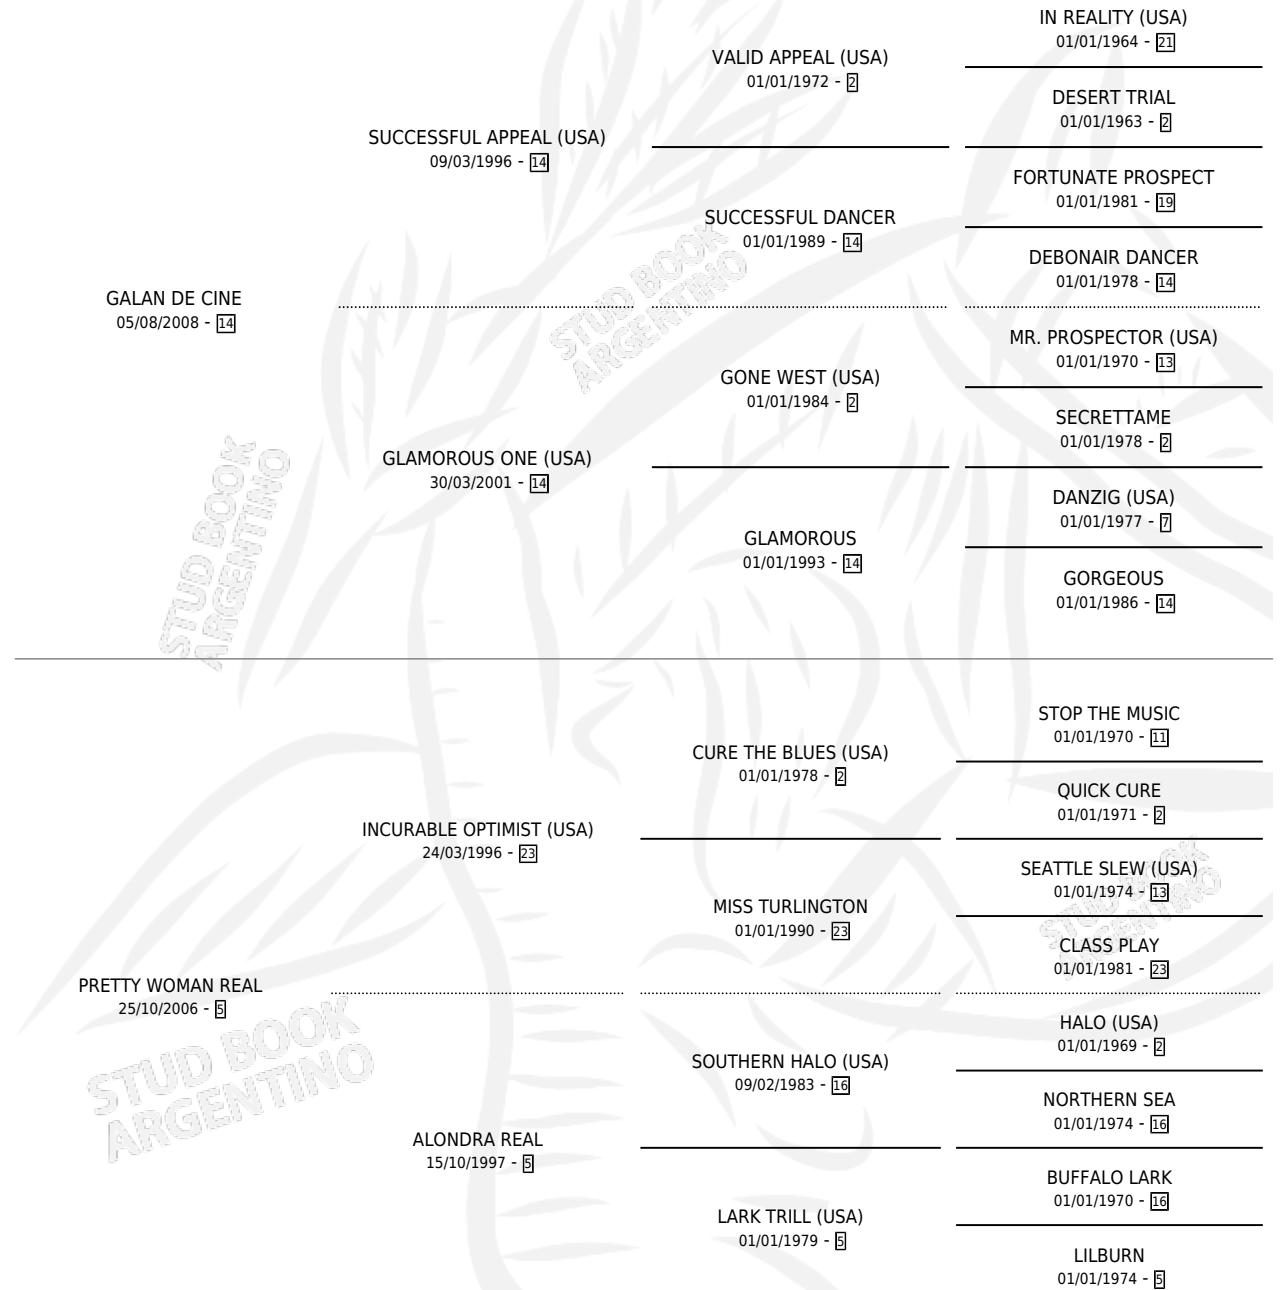 IN REALITY (USA)
01/01/1964 - 21
VALID APPEAL (USA)
01/01/1972 - 2
DESERT TRIAL
01/01/1963 - 2
SUCCESSFUL APPEAL (USA)
09/03/1996 - 14
FORTUNATE PROSPECT
01/01/1981 - 19
SUCCESSFUL DANCER
01/01/1989 - 14
DEBONAIR DANCER
01/01/1978 - 14
GALAN DE CINE
05/08/2008 - 14
MR. PROSPECTOR (USA)
01/01/1970 - 13
GONE WEST (USA)
01/01/1984 - 2
SECRETTAME
01/01/1978 - 2
GLAMOROUS ONE (USA)
30/03/2001 - 14
DANZIG (USA)
01/01/1977 - 7
GLAMOROUS
01/01/1993 - 14
GORGEOUS
01/01/1986 - 14
STOP THE MUSIC
01/01/1970 - 11
CURE THE BLUES (USA)
01/01/1978 - 2
QUICK CURE
01/01/1971 - 2
INCURABLE OPTIMIST (USA)
24/03/1996 - 23
SEATTLE SLEW (USA)
01/01/1974 - 13
MISS TURLINGTON
01/01/1990 - 23
CLASS PLAY
01/01/1981 - 23
PRETTY WOMAN REAL
25/10/2006 - 5
HALO (USA)
01/01/1969 - 2
SOUTHERN HALO (USA)
09/02/1983 - 16
NORTHERN SEA
01/01/1974 - 16
ALONDRA REAL
15/10/1997 - 5
BUFFALO LARK
01/01/1970 - 16
LARK TRILL (USA)
01/01/1979 - 5
LILBURN
01/01/1974 - 5
STUD BOOK
ARGENTINO
STUD BOOK
ARGENTINO
STUD BOOK
ARGENTINO
STUD BOOK
ARGENTINO